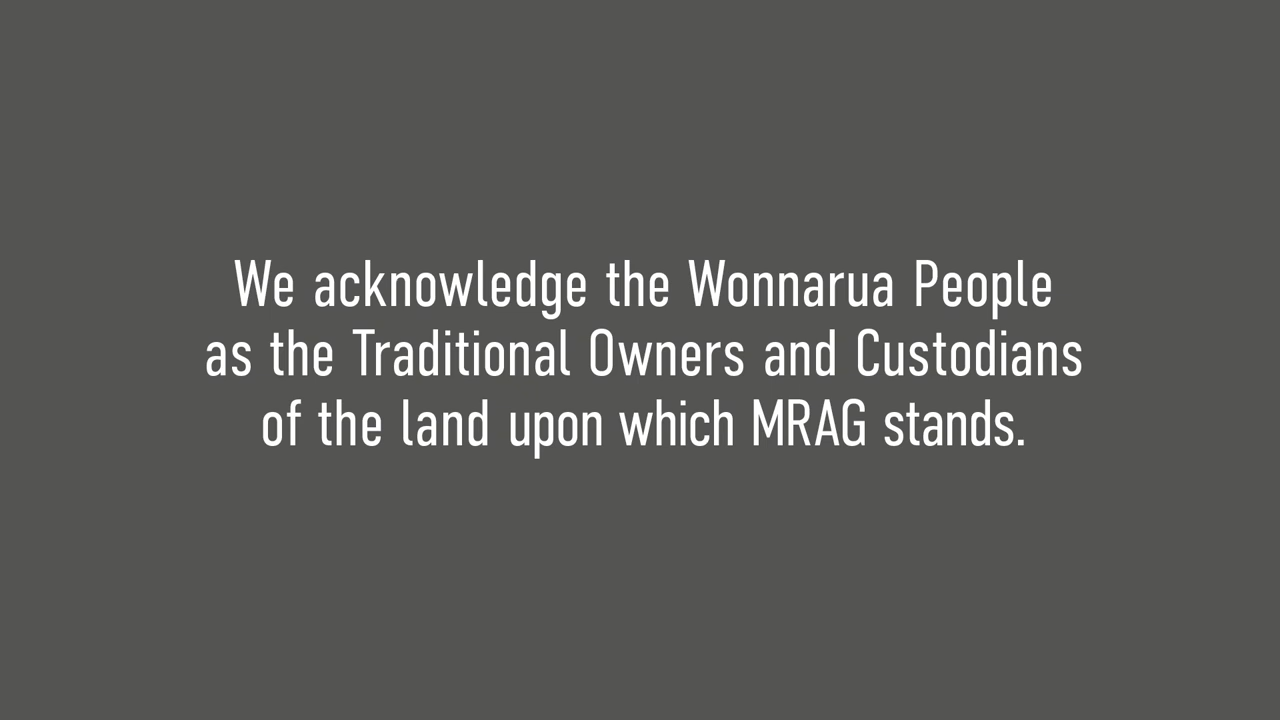 We acknowledge the Wonnarua People
as the Traditional Owners and Custodians
of the land upon which MRAG stands.